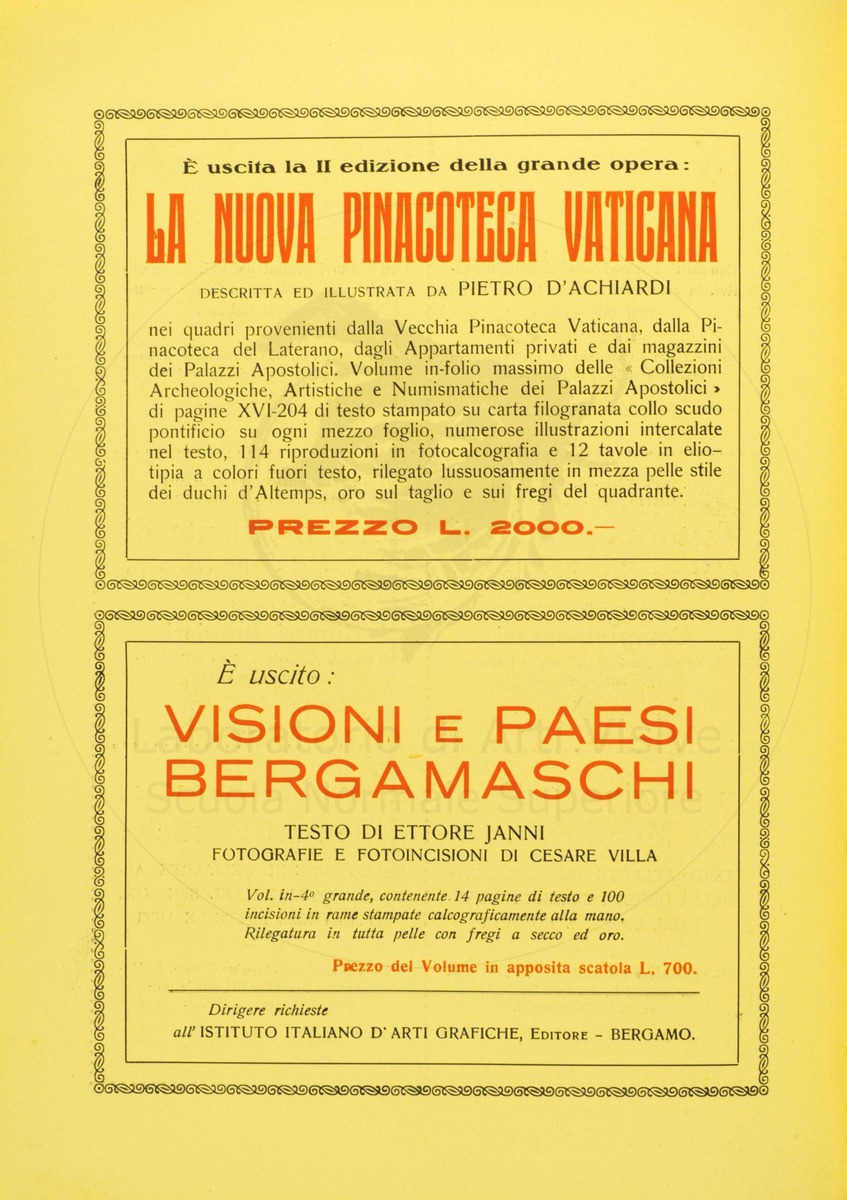 È uscita la II edizione della grande opera:
LA NUOVA PINACOTECA VATICANA
DESCRITTA ED ILLUSTRATA DA PIETRO D'ACHIARDI
nei quadri provenienti dalla Vecchia Pinacoteca Vaticana, dalla Pi-
nacoteca del Laterano, dagli Appartamenti privati e dai magazzini
dei Palazzi Apostolici. Volume in-folio massimo delle « Collezioni
Archeologiche, Artistiche e Numismatiche dei Palazzi Apostolici »
di pagine XVI-204 di testo stampato su carta filogranata collo scudo
pontificio su ogni mezzo foglio, numerose illustrazioni intercalate
nel testo, 114 riproduzioni in fotocalcografia e 12 tavole in elio-
tipia a colori fuori testo, rilegato lussuosamente in mezza pelle stile
dei duchi d'Altemps, oro sul taglio e sui fregi del quadrante.
PREZZO L. 2000.—
È uscito:
VISIONI E PAESI
BERGAMASCHI
Laboratorio di Arti Visive
Scuola Normale Superiore
TESTO DI ETTORE JANNI
FOTOGRAFIE E FOTOINCISIONI DI CESARE VILLA
Vol. in-4º grande, contenente 14 pagine di testo e 100
incisioni in rame stampate calcograficamente alla mano.
Rilegatura in tutta pelle con fregi a secco ed oro.
Prezzo del Volume in apposita scatola L. 700.
Dirigere richieste
all' ISTITUTO ITALIANO D'ARTI GRAFICHE, EDITORE - BERGAMO.